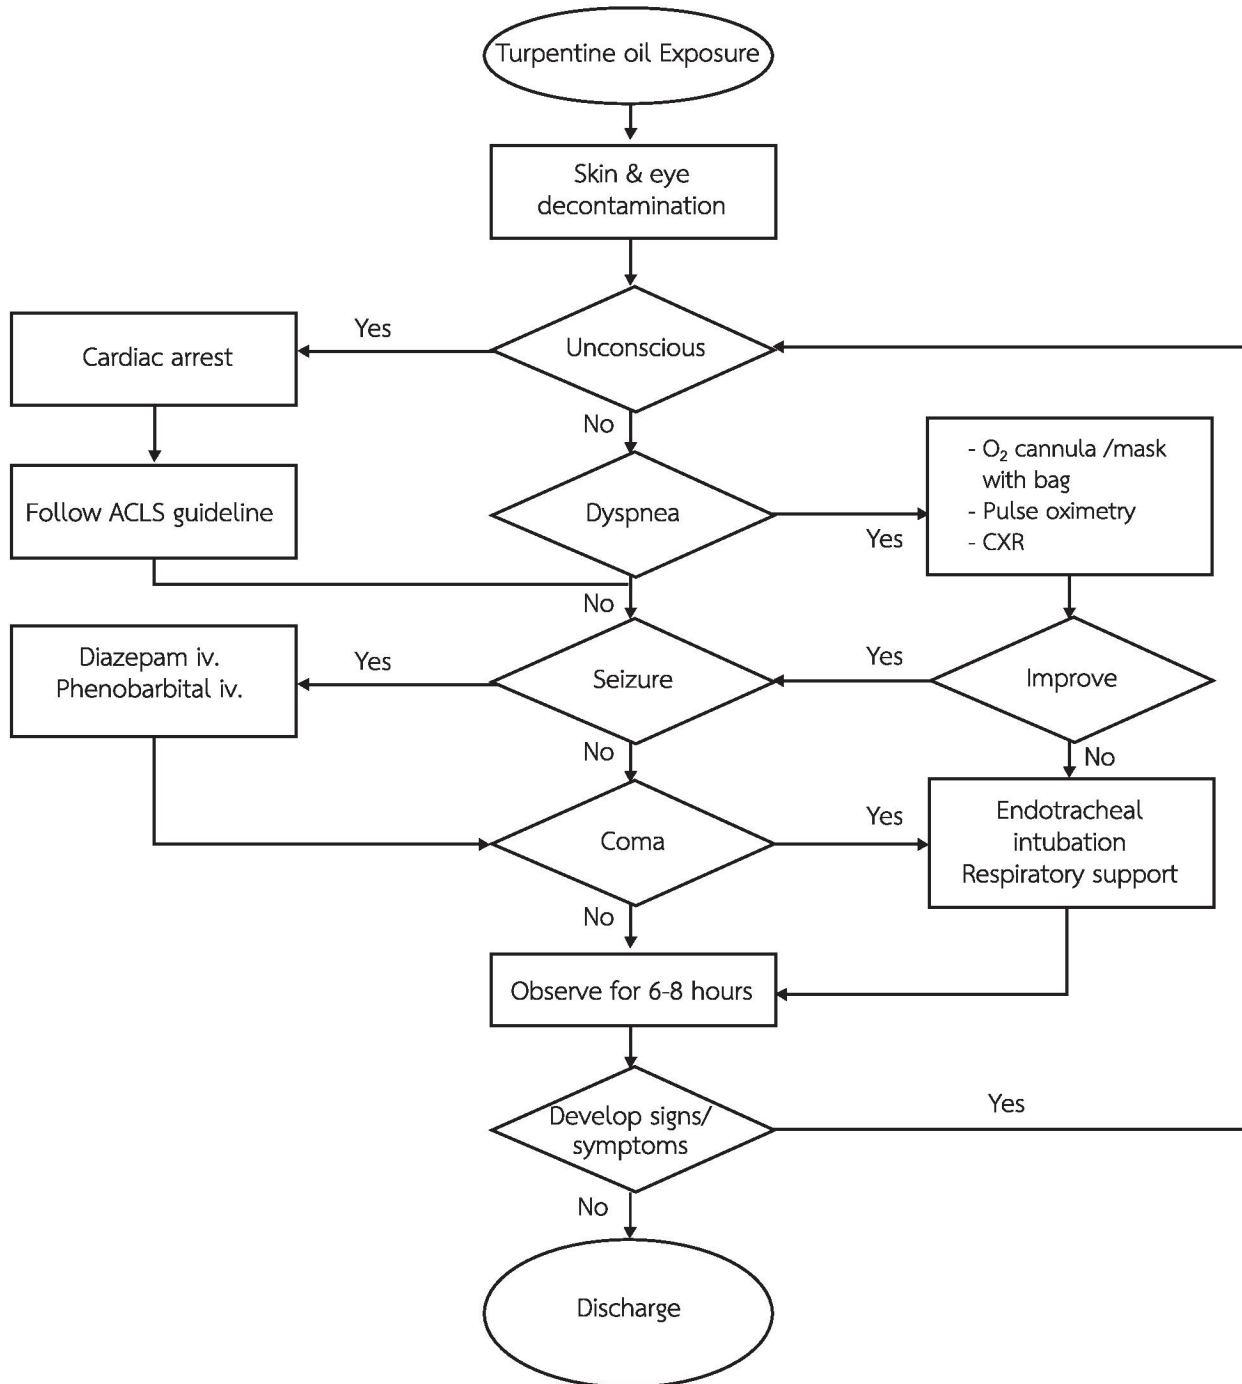 Turpentine oil Exposure
Skin & eye
decontamination
Yes
Cardiac arrest
Unconscious
No
Follow ACLS guideline
Dyspnea
Yes
- O₂ cannula /mask
with bag
- Pulse oximetry
- CXR
No
Diazepam iv.
Phenobarbital iv.
Yes
Seizure
Yes
Improve
No
No
Coma
Yes
Endotracheal
intubation
Respiratory support
No
Observe for 6-8 hours
Develop signs/
symptoms
Yes
No
Discharge